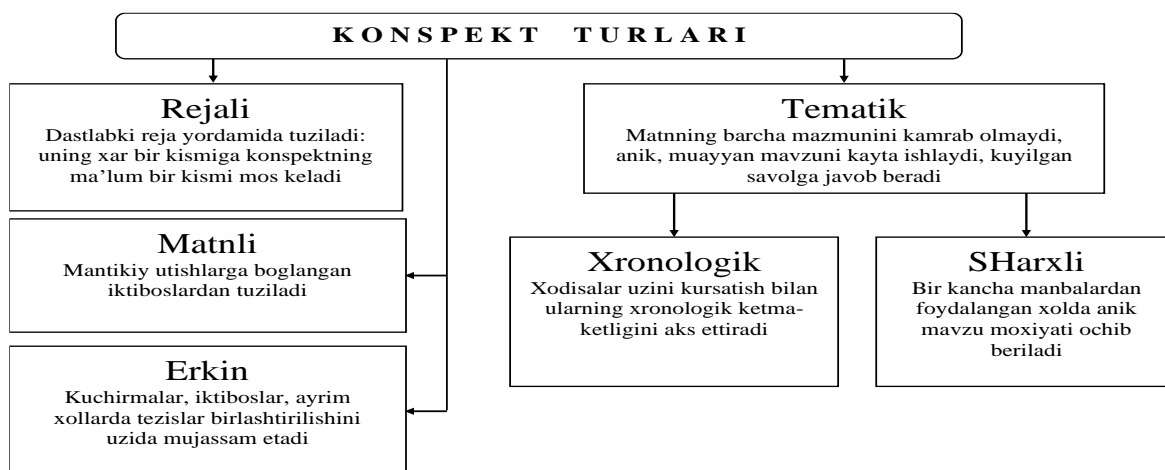 KONSPEKT TURLARI
Rejali
Dastlabki reja yordamida tuziladi:
uning xar bir kismiga konspektning
ma’lum bir kismi mos keladi
Tematik
Matnning barcha mazmunini kamrab olmaydi,
anik, muayyan mavzuni kayta ishlaydi, kuyilgan
savolga javob beradi
Matnli
Mantikiy utishlarga boglangan
iktiboslardan tuziladi
Xronologik
Xodisalar uzini kursatish bilan
ularning xronologik ketma-
ketligini aks ettiradi
SHarxli
Bir kancha manbalardan
foydalangan xolda anik
mavzu moxiyati ochib
beriladi
Erkin
Kuchirmalar, iktiboslar, ayrim
xollarda tezislar birlashtirilishini
uzida mujassam etadi